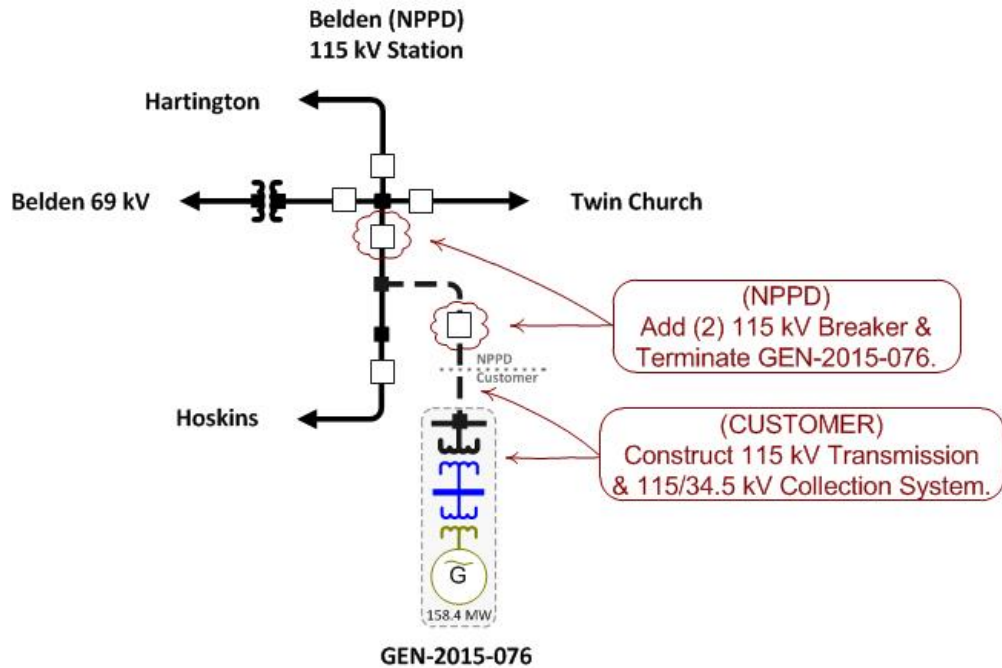 Belden (NPPD)
115 kV Station
Hartington
Belden 69 kV
Twin Church
(NPPD)
Add (2) 115 kV Breaker &
Terminate GEN-2015-076.
NPPD
Customer
Hoskins
(CUSTOMER)
Construct 115 kV Transmission
& 115/34.5 kV Collection System.
G
158.4 MW
GEN-2015-076